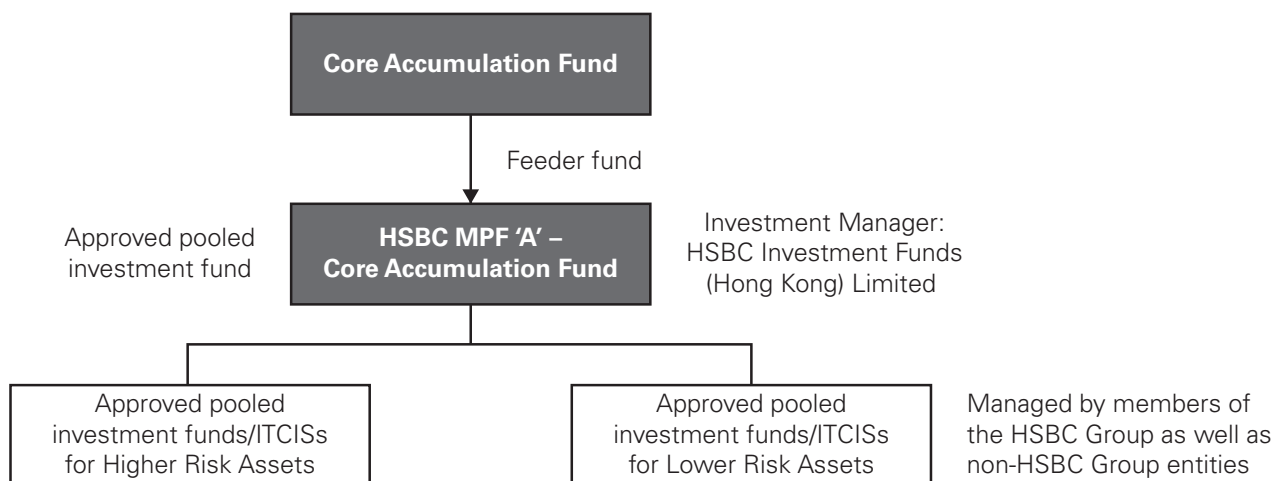 Core Accumulation Fund
Feeder fund
Approved pooled
investment fund
HSBC MPF ‘A’ –
Core Accumulation Fund
Investment Manager:
HSBC Investment Funds
(Hong Kong) Limited
Approved pooled
investment funds/ITCISs
for Higher Risk Assets
Approved pooled
investment funds/ITCISs
for Lower Risk Assets
Managed by members of
the HSBC Group as well as
non-HSBC Group entities